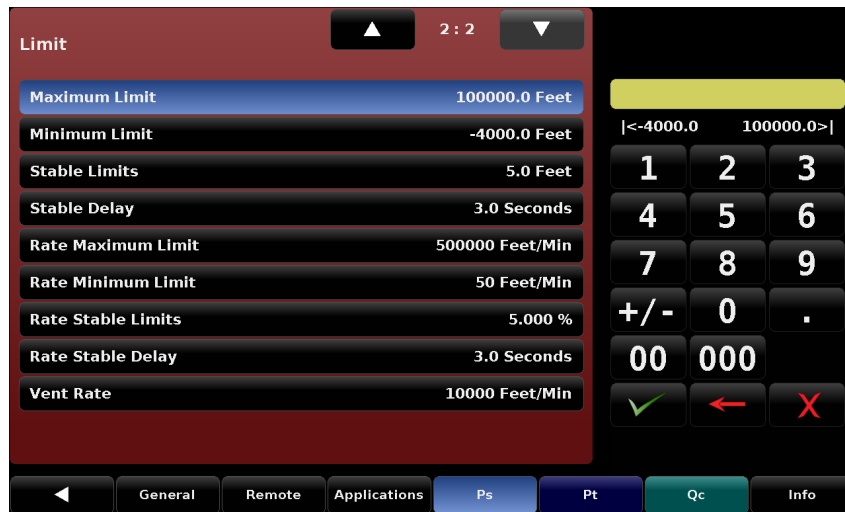 Limit
2 : 2
Maximum Limit 100000.0 Feet
Minimum Limit -4000.0 Feet
Stable Limits 5.0 Feet
Stable Delay 3.0 Seconds
Rate Maximum Limit 500000 Feet/Min
Rate Minimum Limit 50 Feet/Min
Rate Stable Limits 5.000 %
Rate Stable Delay 3.0 Seconds
Vent Rate 10000 Feet/Min
|<-4000.0 100000.0>|
1 2 3
4 5 6
7 8 9
+/- 0 .
00 000
X
General Remote Applications Ps Pt Qc Info